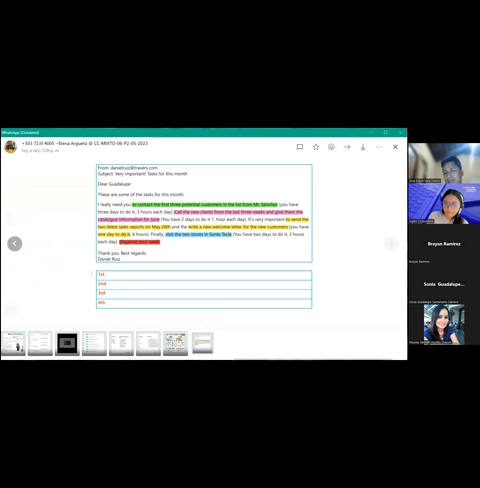 WhatsApp (Outdated)
+503 7231 4005 ~Elena Argueta @ CC-MIXTO-06-P2-05-2023
From: danielruiz@travers.com
Subject: Very important! Tasks for this month
Dear Guadalupe:
These are some of the tasks for this month.
I really need you to contact the first three potential customers in the list from Mr. Sanchez (you have
three days to do it, 3 hours each day). Call the new clients from the last three weeks and give them the
catalogue information for June (You have 2 days to do it, 1 hour each day). It's very important to send the
two latest sales reports on May 26th and the write a new welcome letter for the new customers (you have
one day to do it, 4 hours). Finally, visit the two stores in Santa Tecla (You have two days to do it, 2 hours
each day). Organize your week.
Thank you. Best regards.
Daniel Ruiz
1st.
2nd
3rd
4th
Brayan Ramirez
Brayan Ramirez
Sonia Guadalupe...